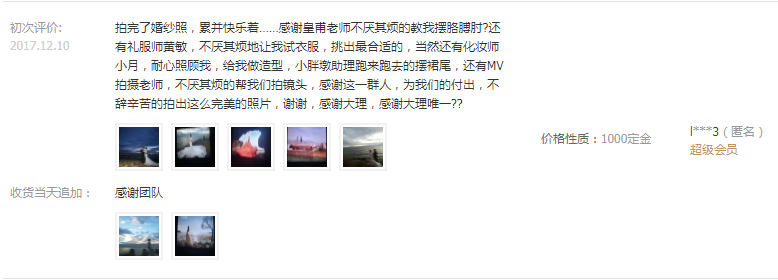 初次评价:
2017.12.10
拍完了婚纱照，累并快乐着……感谢皇甫老师不厌其烦的教我摆胳膊肘?还
有礼服师黄敏，不厌其烦地让我试衣服，挑出最合适的，当然还有化妆师
小月，耐心照顾我，给我做造型，小胖墩助理跑来跑去的摆裙尾，还有MV
拍摄老师，不厌其烦的帮我们拍镜头，感谢这一群人，为我们的付出，不
辞辛苦的拍出这么完美的照片，谢谢，感谢大理，感谢大理唯一??
价格性质：1000定金
l***3（匿名）
超级会员
收货当天追加：
感谢团队